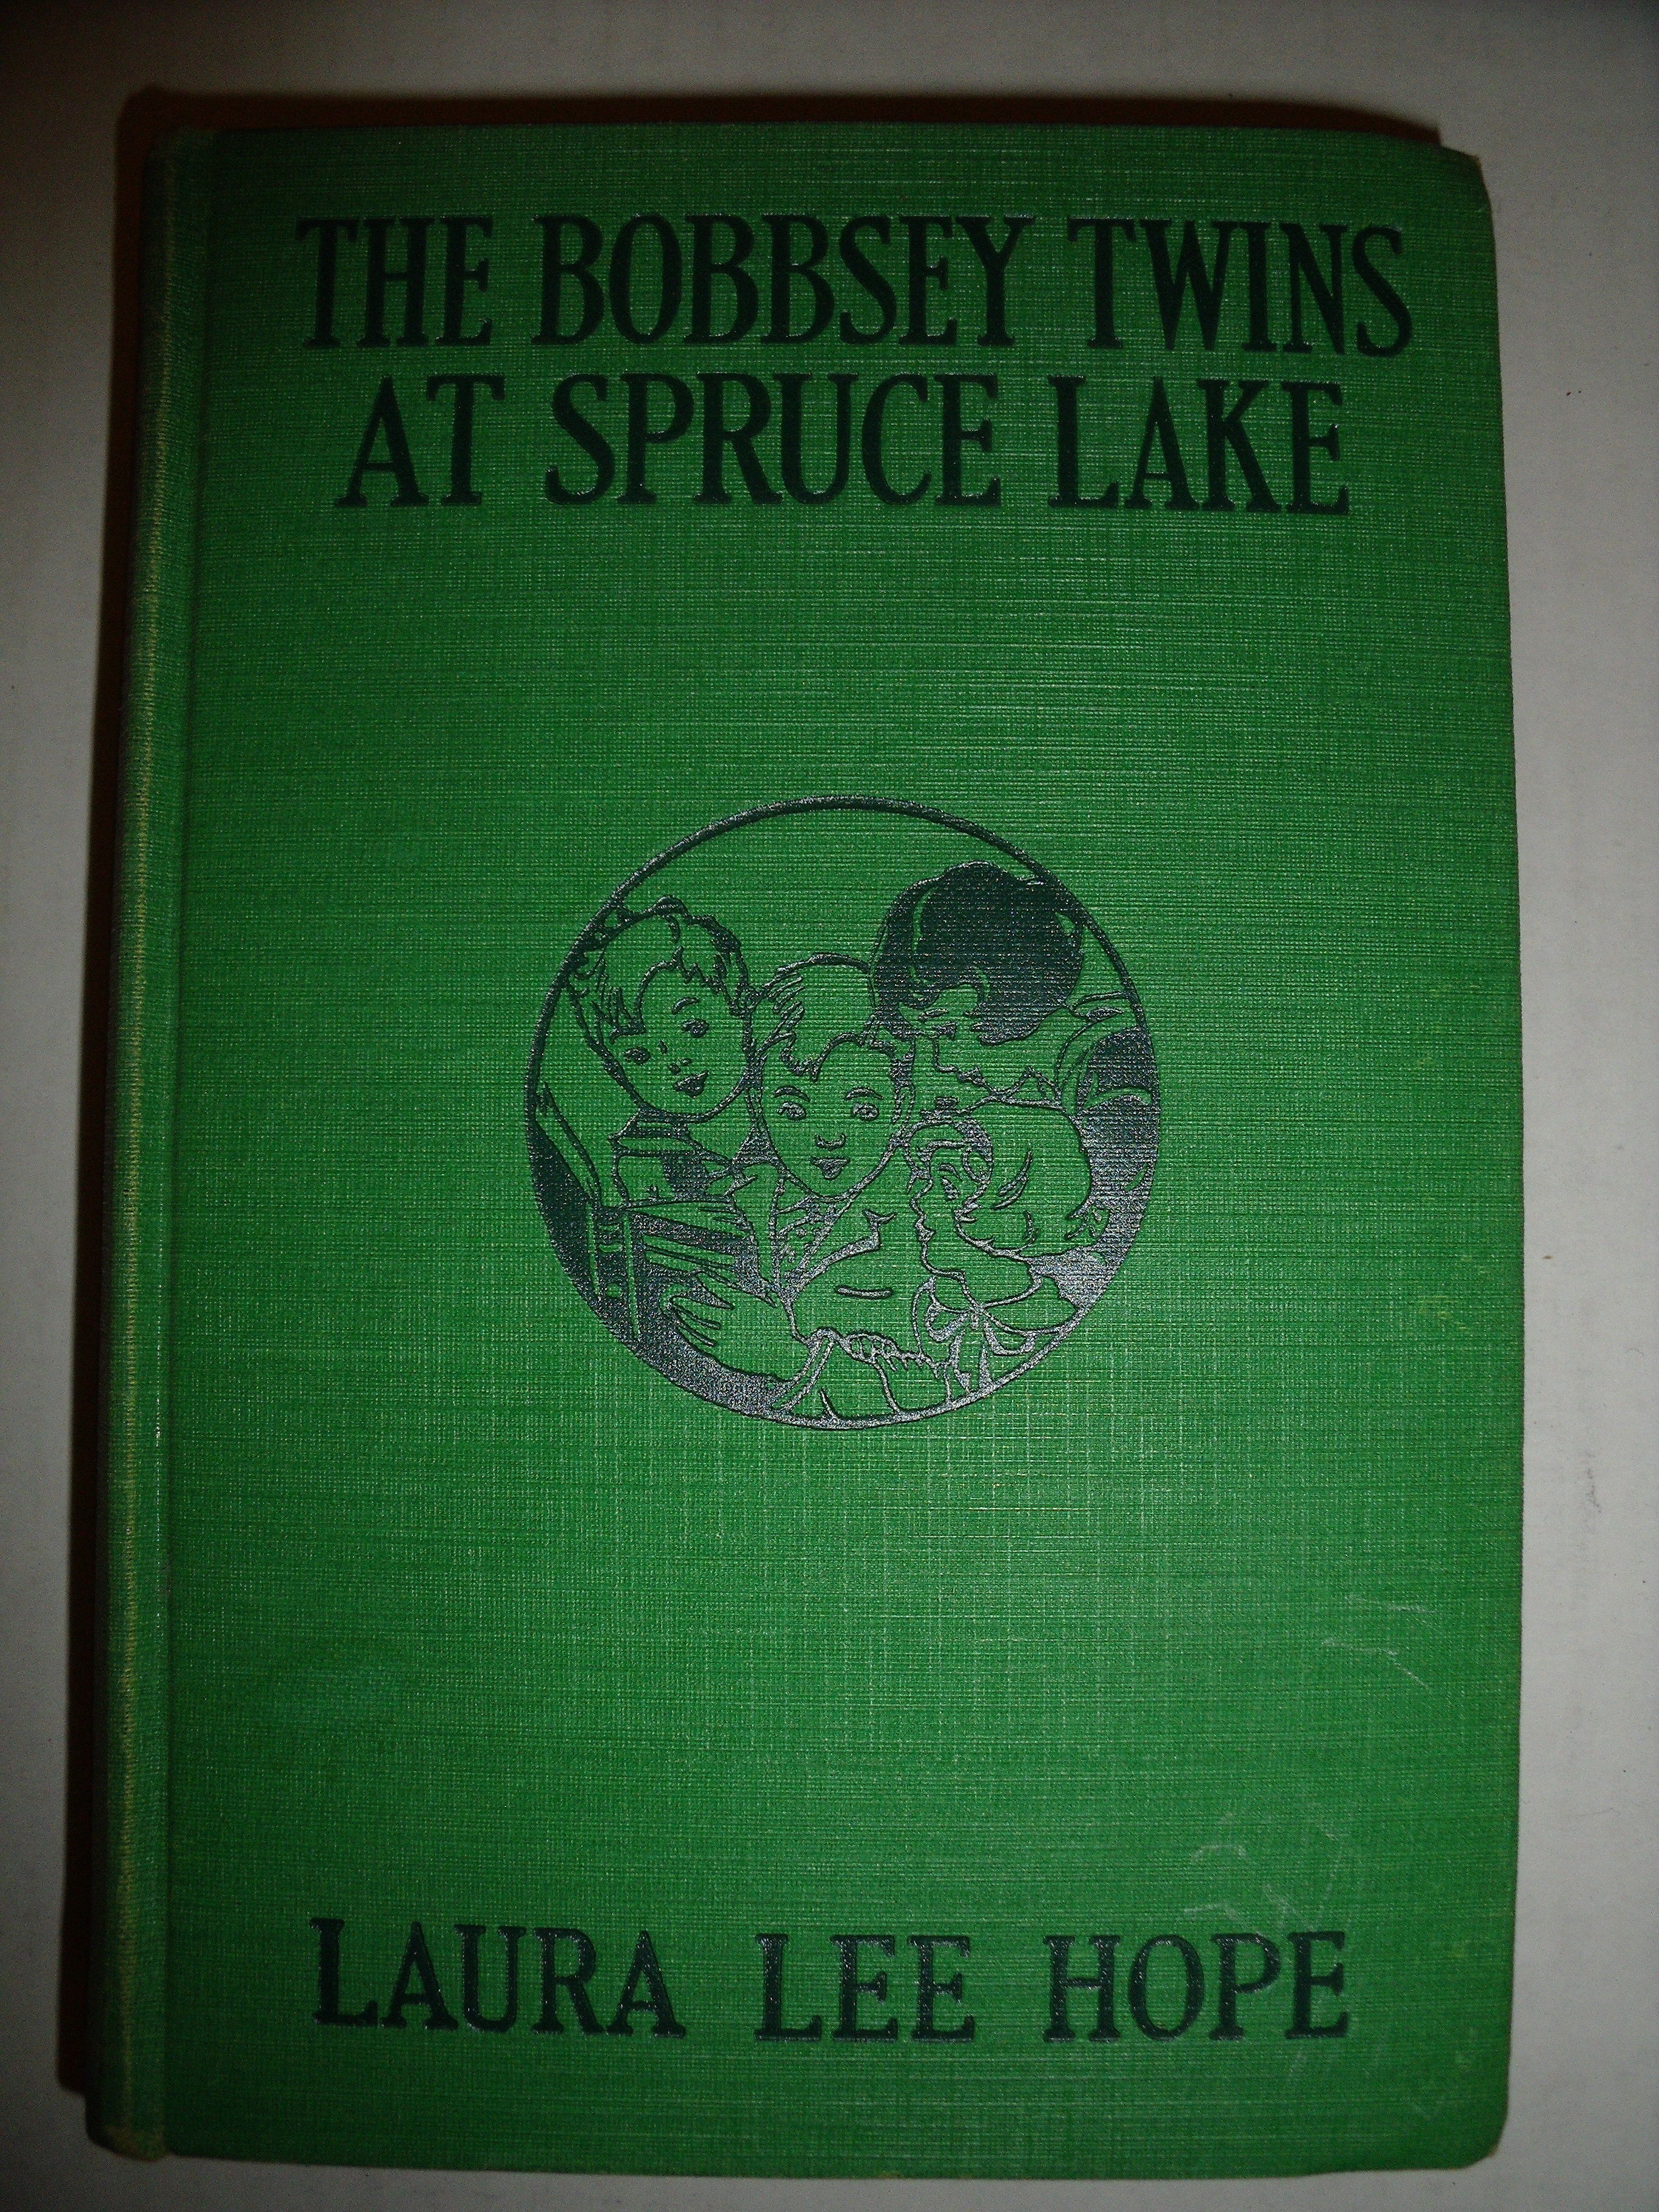 THE BOBBSEY TWINS
AT SPRUCE LAKE
LAURA LEE HOPE